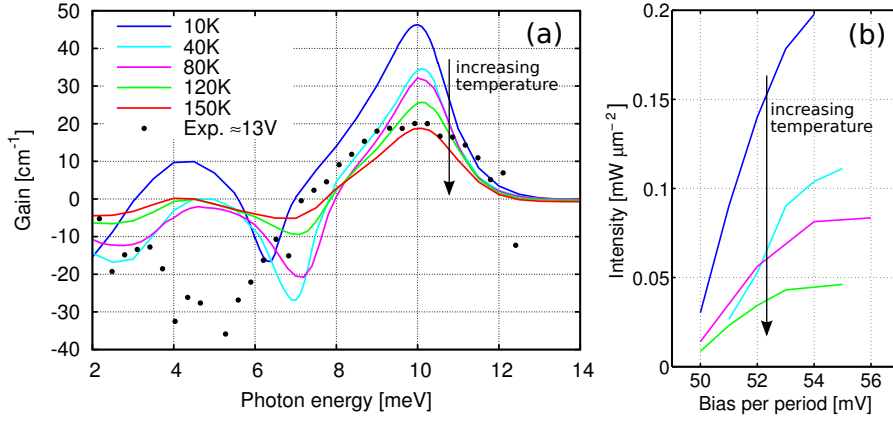 50
40
30
20
10
0
-10
-20
-30
-40
Gain [cm⁻¹]
10K
40K
80K
120K
150K
Exp. ≈13V
(a)
increasing
temperature
2 4 6 8 10 12 14
Photon energy [meV]
0.2
0.15
0.1
0.05
0
Intensity [mW μm⁻²]
(b)
increasing
temperature
50 52 54 56
Bias per period [mV]